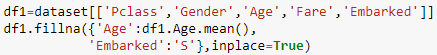 df1=dataset[['Pclass','Gender','Age','Fare','Embarked']]
df1.fillna({'Age':df1.Age.mean(),
'Embarked':'S'},inplace=True)